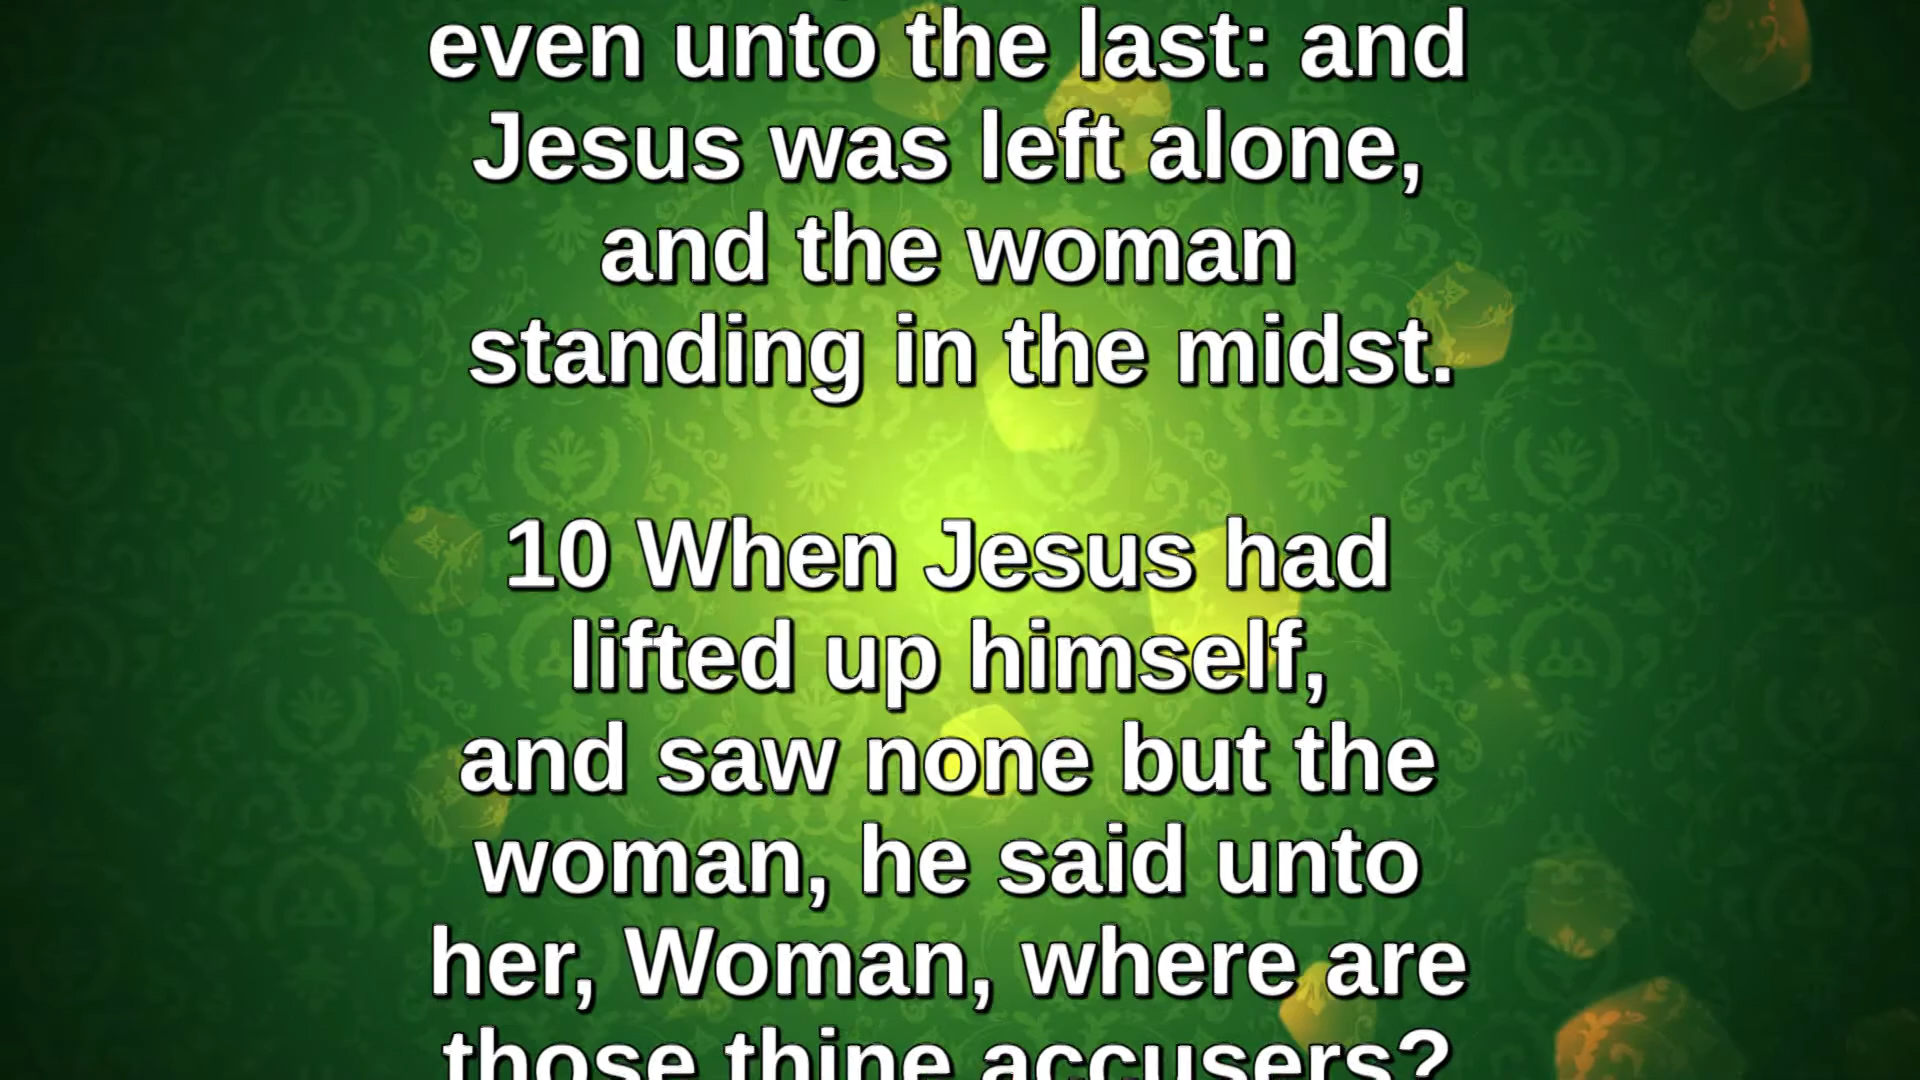 even unto the last: and
Jesus was left alone,
and the woman
standing in the midst.
10 When Jesus had
lifted up himself,
and saw none but the
woman, he said unto
her, Woman, where are
those thine accusers?